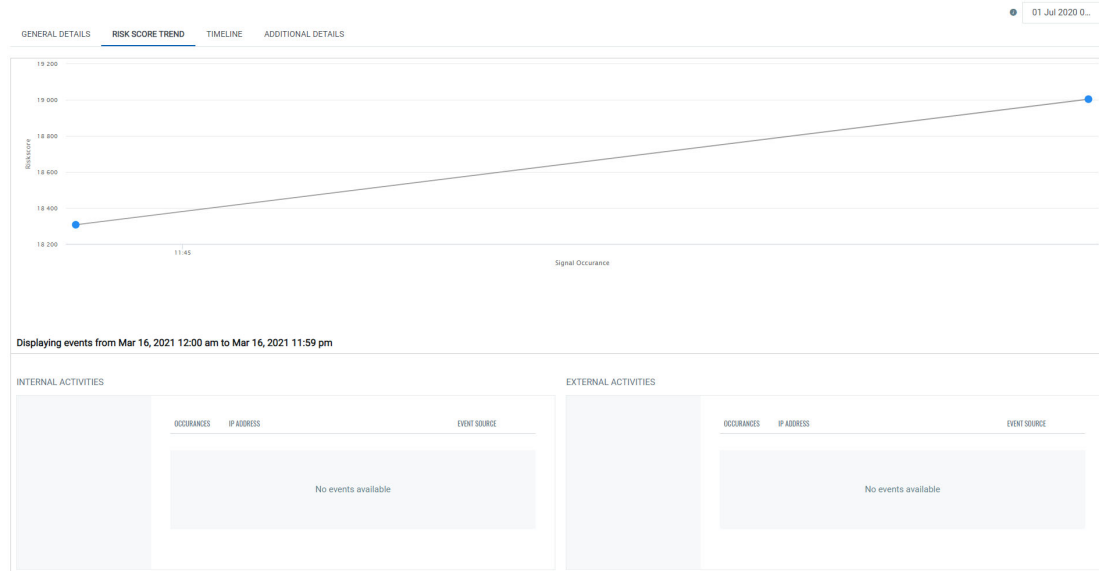 01 Jul 2020 0...
GENERAL DETAILS RISK SCORE TREND TIMELINE ADDITIONAL DETAILS
19 200
19 000
18 800
18 600
18 400
18 200
Riskscore
11:45
Signal Occurance
Displaying events from Mar 16, 2021 12:00 am to Mar 16, 2021 11:59 pm
INTERNAL ACTIVITIES EXTERNAL ACTIVITIES
OCCURANCES IP ADDRESS EVENT SOURCE OCCURANCES IP ADDRESS EVENT SOURCE
No events available No events available